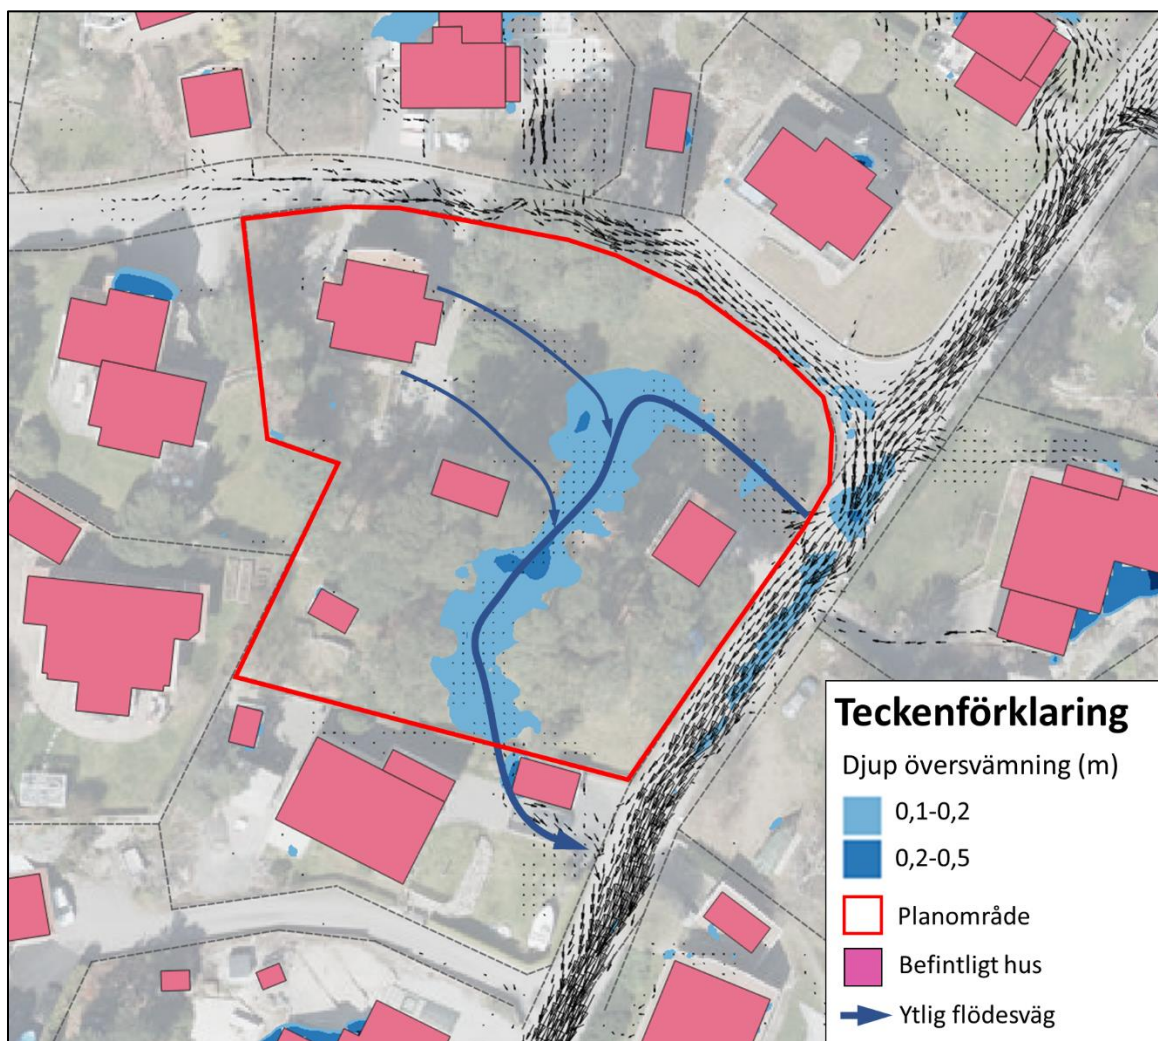 Teckenförklaring
Djup översvämning (m)
0,1-0,2
0,2-0,5
Planområde
Befintligt hus
Ytlig flödesväg